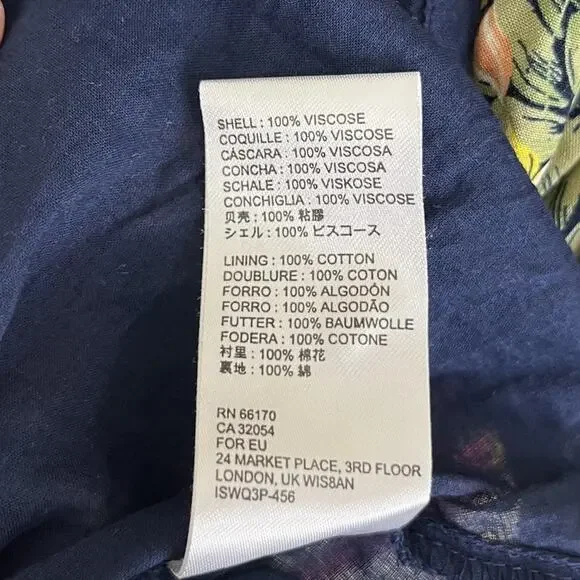 SHELL : 100% VISCOSE
COQUILLE : 100% VISCOSE
CÁSCARA : 100% VISCOSA
CONCHA : 100% VISCOSA
SCHALE : 100% VISKOSE
CONCHIGLIA : 100% VISCOSE
贝壳 : 100% 粘膠
シェル : 100% ビスコース
LINING : 100% COTTON
DOUBLURE : 100% COTON
FORRO : 100% ALGODÓN
FORRO : 100% ALGODÃO
FUTTER : 100% BAUMWOLLE
FODERA : 100% COTONE
衬里 : 100% 棉花
裏地 : 100% 綿
RN 66170
CA 32054
FOR EU
24 MARKET PLACE, 3RD FLOOR
LONDON, UK WIS8AN
ISWQ3P-456